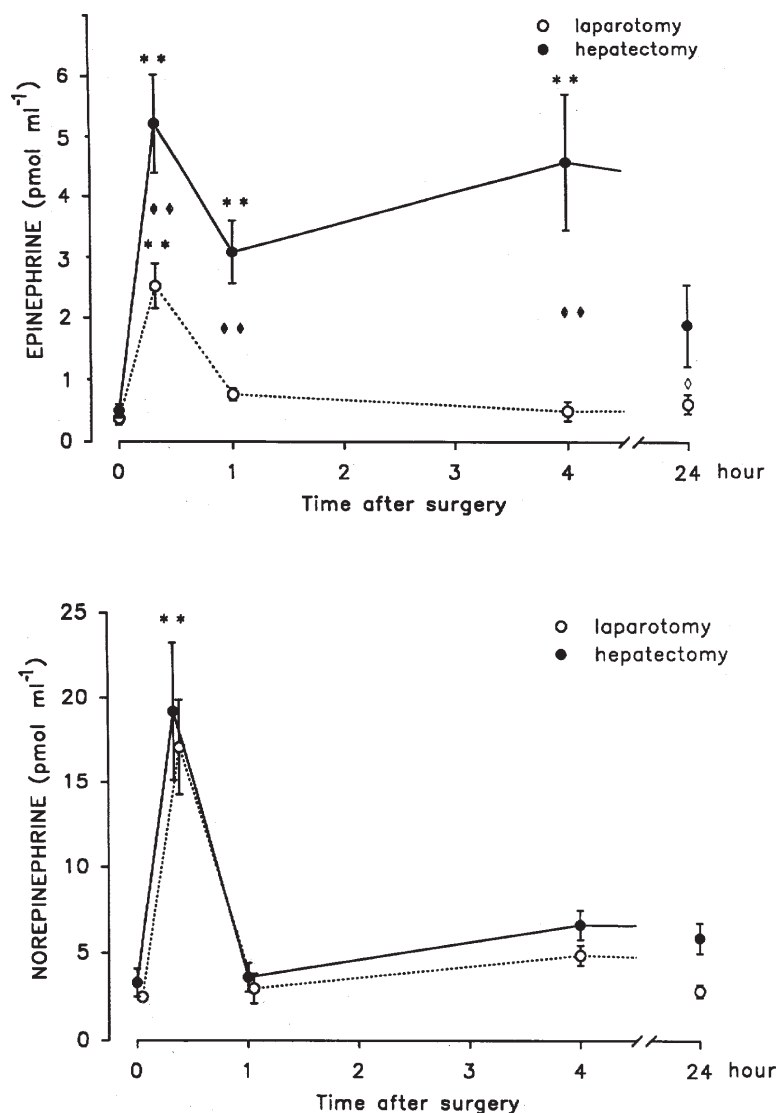 laparotomy
hepatectomy
EPINEPHRINE (pmol ml⁻¹)
6
5
4
3
2
1
0
** ** **
** **
** **
0 1 2 3 4 24 hour
Time after surgery
laparotomy
hepatectomy
NOREPINEPHRINE (pmol ml⁻¹)
25
20
15
10
5
0
**
0 1 2 3 4 24 hour
Time after surgery